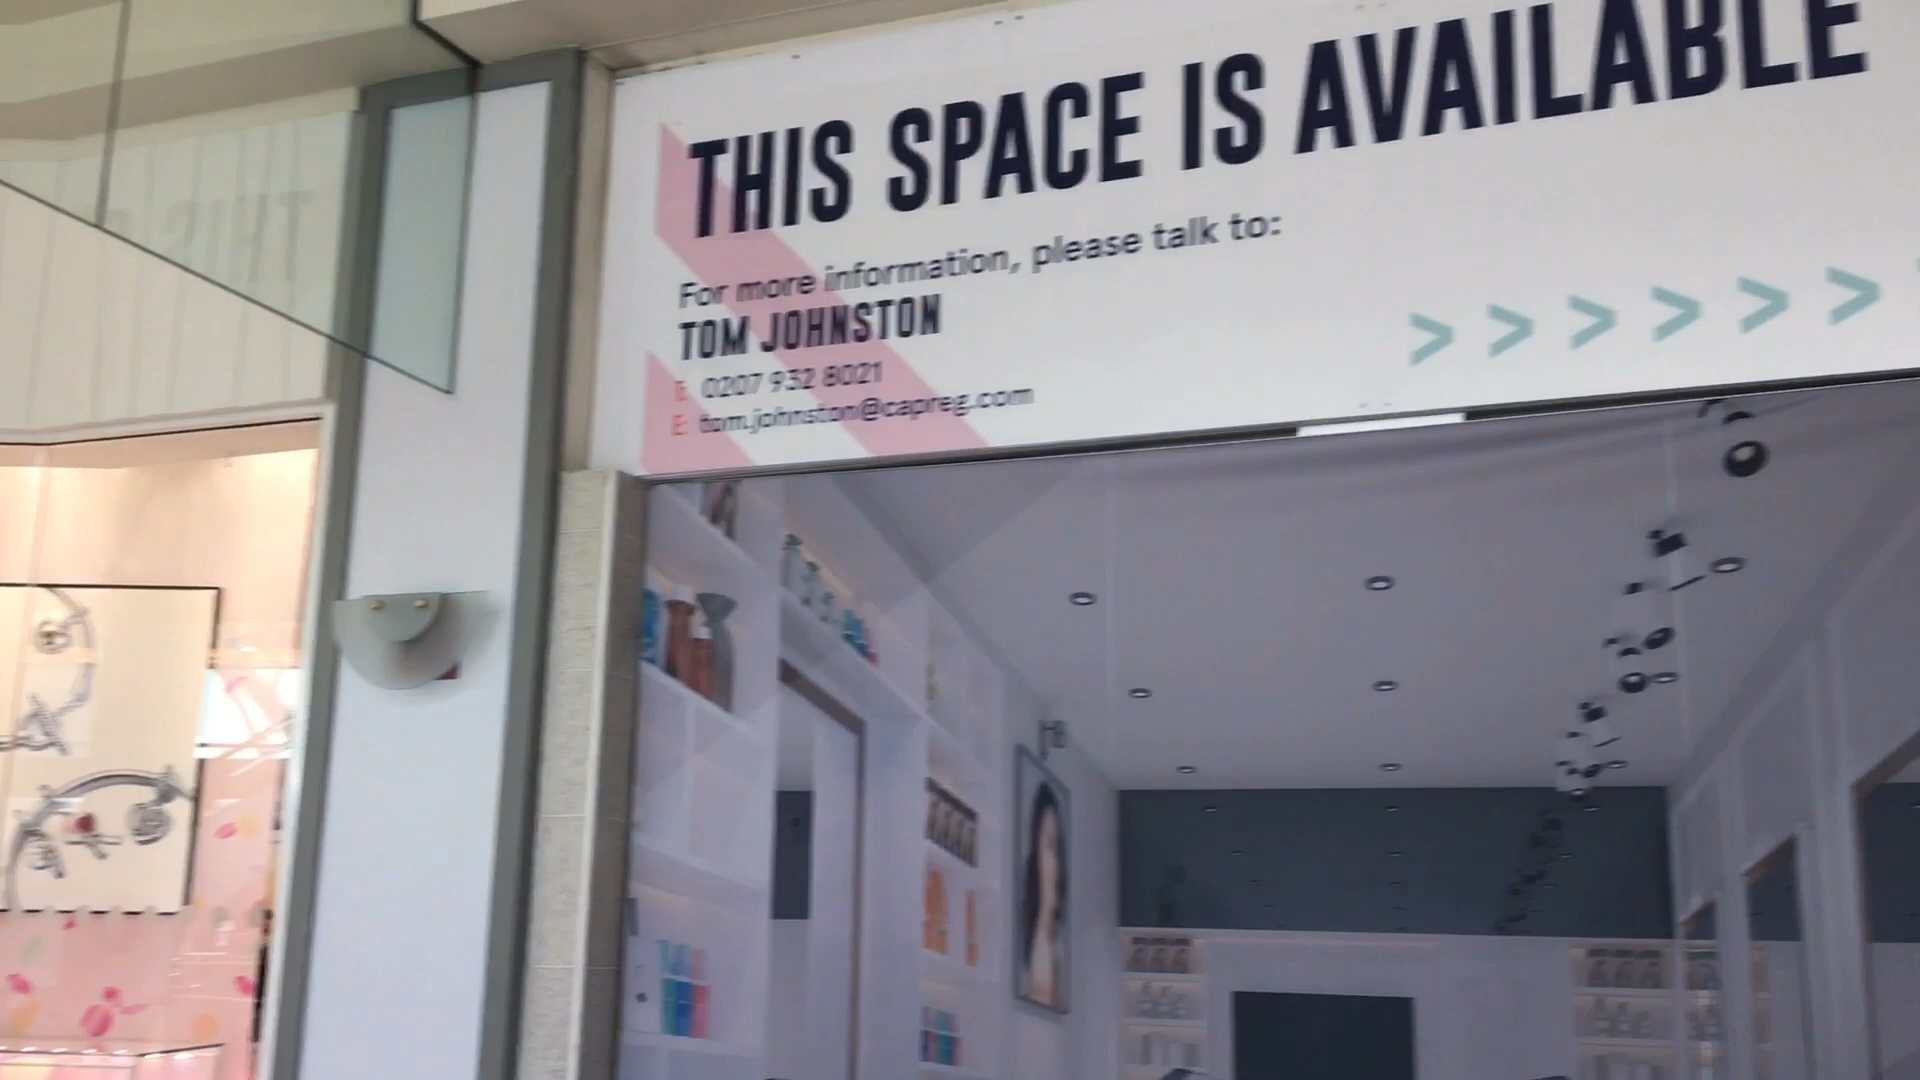 THIS SPACE IS AVAILABLE
For more information, please talk to:
TOM JOHNSTON
E: 0207 932 8021
E: tom.johnston@capreg.com